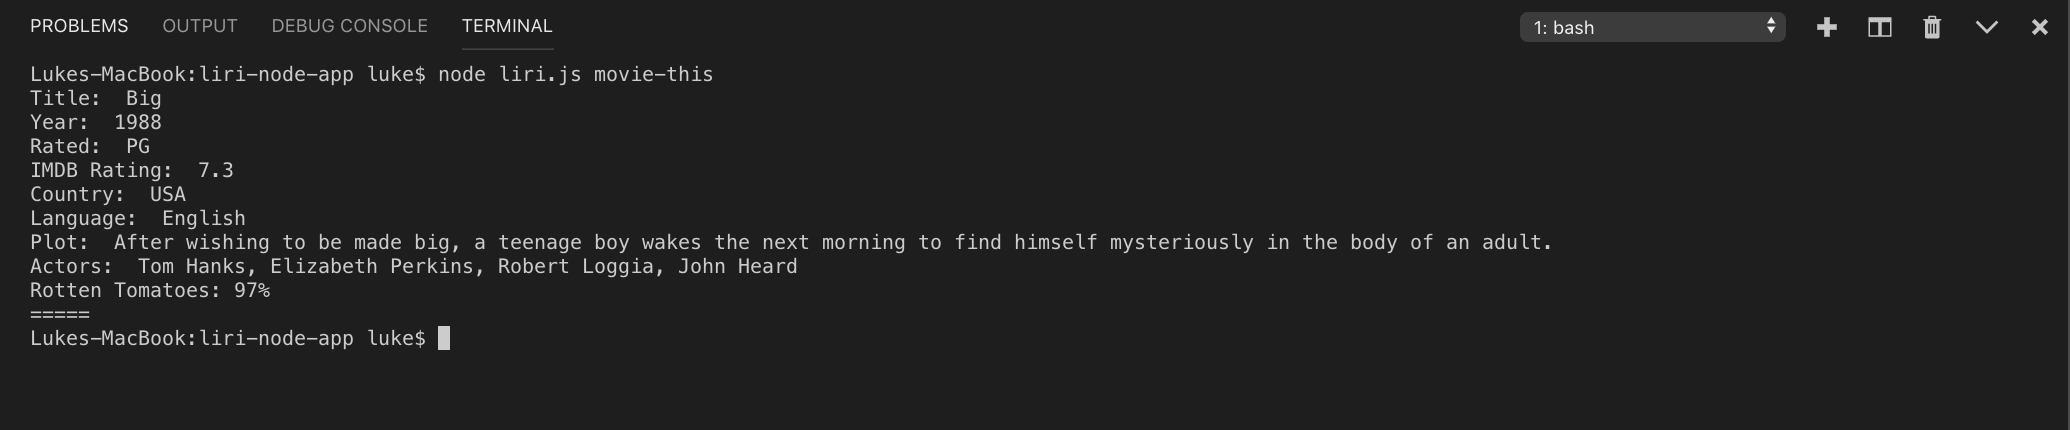 PROBLEMS OUTPUT DEBUG CONSOLE TERMINAL 1: bash
Lukes-MacBook:liri-node-app luke$ node liri.js movie-this
Title:  Big
Year:  1988
Rated:  PG
IMDB Rating:  7.3
Country:  USA
Language:  English
Plot:  After wishing to be made big, a teenage boy wakes the next morning to find himself mysteriously in the body of an adult.
Actors:  Tom Hanks, Elizabeth Perkins, Robert Loggia, John Heard
Rotten Tomatoes: 97%
=====
Lukes-MacBook:liri-node-app luke$